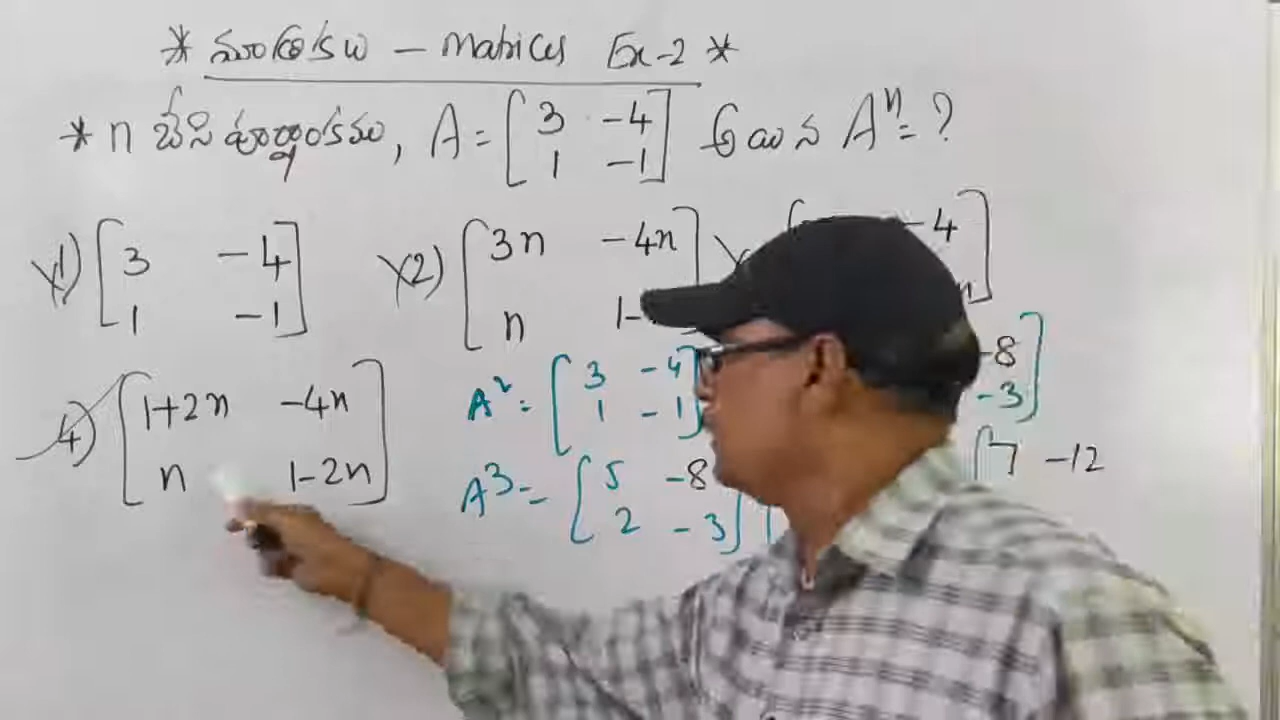 * మాత్రికలు - Matrices Ex-2 *
* n బేసి పూర్ణాంకము, A = [3 -4
1 -1] అయిన Aⁿ = ?
1) [3 -4
1 -1]
2) [3n -4n
n 1-
-4
n]
4) [1+2n -4n
n 1-2n]
A² = [3 -4
1 -1]
-8
-3]
A³ = [5 -8
2 -3]
[7 -12